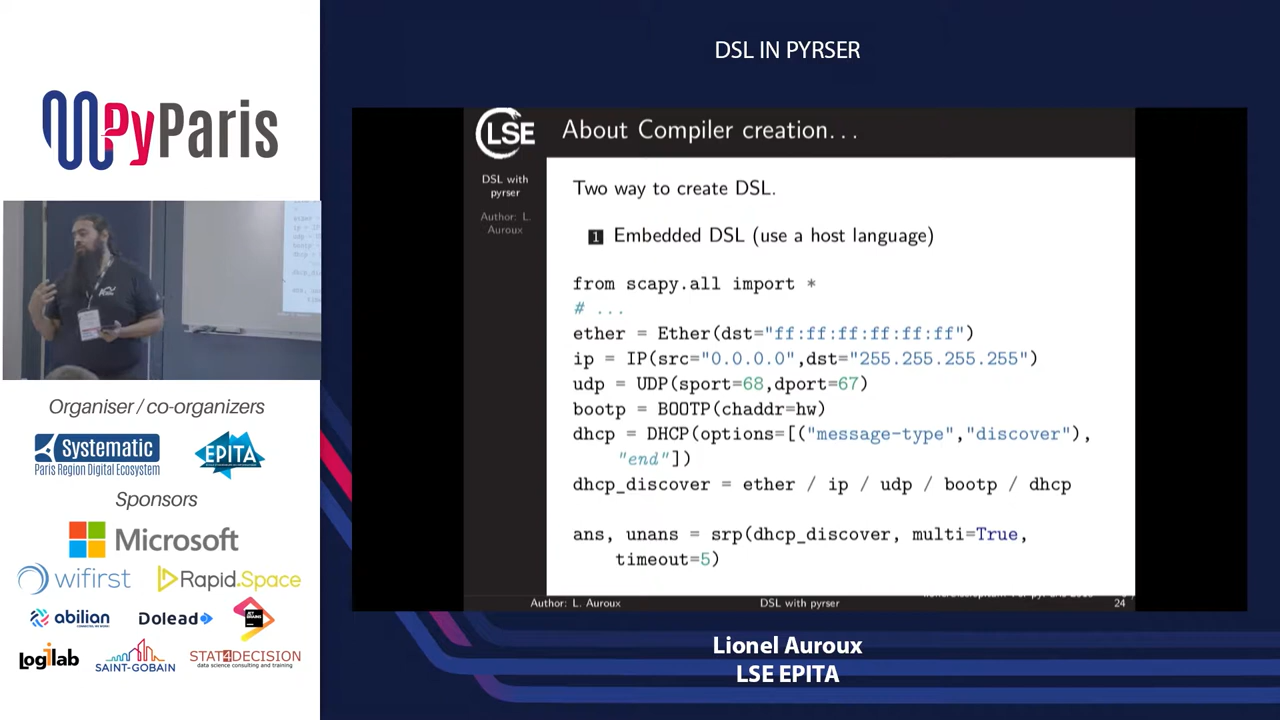 DSL IN PYRSER
PyParis
LSE
About Compiler creation...
DSL with
pyrser
Author: L.
Auroux
Two way to create DSL.
1 Embedded DSL (use a host language)
from scapy.all import *
# ...
ether = Ether(dst="ff:ff:ff:ff:ff:ff")
ip = IP(src="0.0.0.0",dst="255.255.255.255")
udp = UDP(sport=68,dport=67)
bootp = BOOTP(chaddr=hw)
dhcp = DHCP(options=[("message-type","discover"),
"end"])
dhcp_discover = ether / ip / udp / bootp / dhcp
ans, unans = srp(dhcp_discover, multi=True,
timeout=5)
Author: L. Auroux
DSL with pyrser
24
Organiser / co-organizers
Systematic
Paris Region Digital Ecosystem
EPITA
Sponsors
Microsoft
wifirst
Rapid.Space
abilian
Dolead
JET
BRAINS
Logilab
SAINT-GOBAIN
STAT4DECISION
data science consulting and training
Lionel Auroux
LSE EPITA